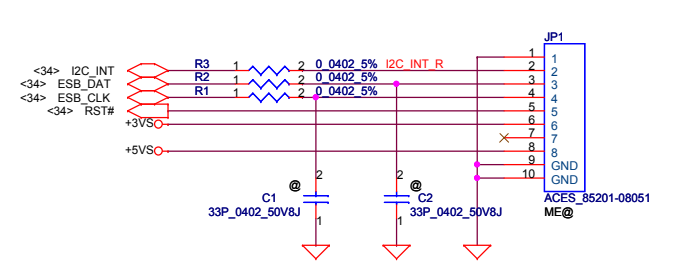 JP1
R3 1 2 0_0402_5% I2C_INT_R
<34> I2C_INT
R2 1 2 0_0402_5%
<34> ESB_DAT
R1 1 2 0_0402_5%
<34> ESB_CLK
<34> RST#
+3VS
+5VS
1 1
2 2
3 3
4 4
5 5
6 6
7 7
8 8
9 GND
10 GND
ACES_85201-08051
ME@
2 @
C1
33P_0402_50V8J
1
2 @
C2
33P_0402_50V8J
1